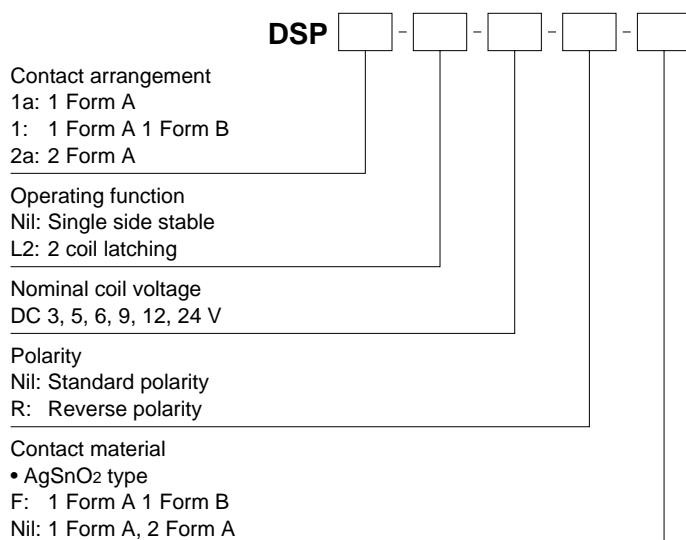 DSP - - - -
Contact arrangement
1a: 1 Form A
1: 1 Form A 1 Form B
2a: 2 Form A
Operating function
Nil: Single side stable
L2: 2 coil latching
Nominal coil voltage
DC 3, 5, 6, 9, 12, 24 V
Polarity
Nil: Standard polarity
R: Reverse polarity
Contact material
• AgSnO2 type
F: 1 Form A 1 Form B
Nil: 1 Form A, 2 Form A